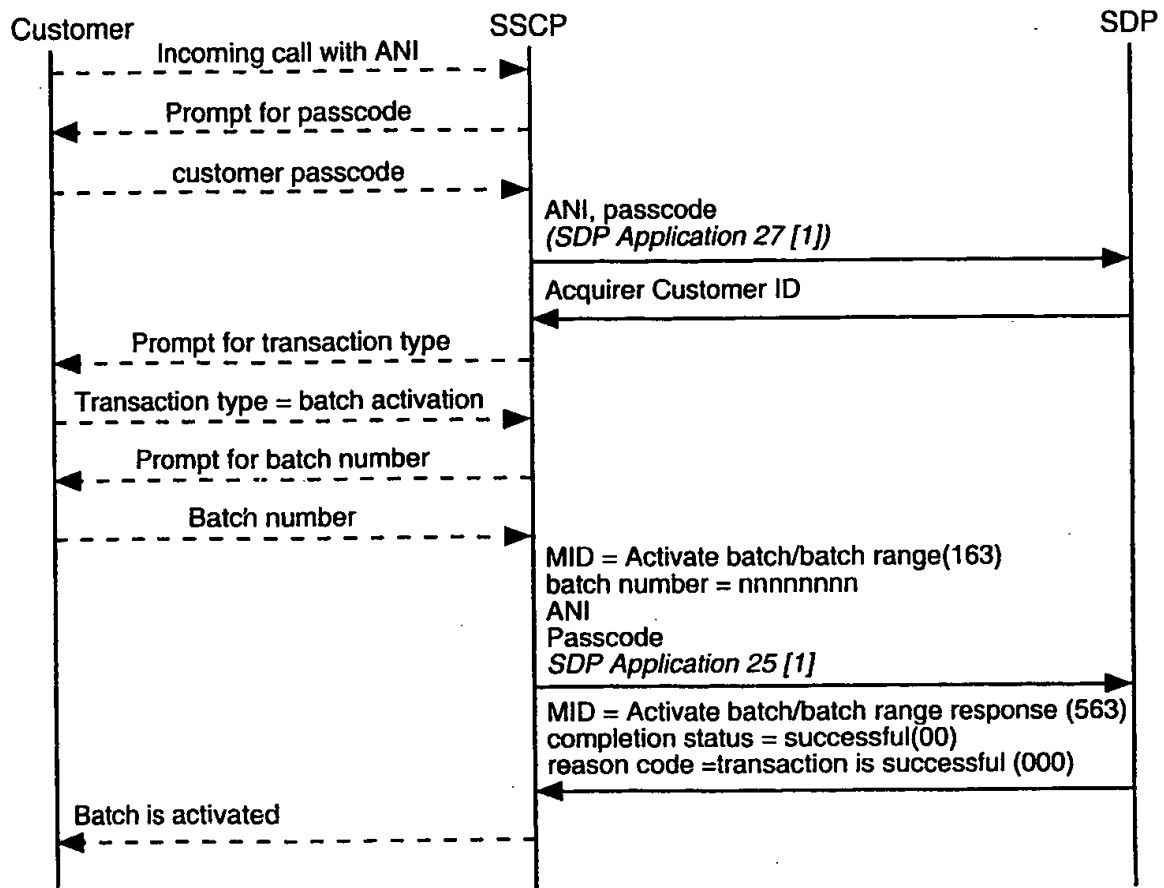 Customer
SSCP
SDP
Incoming call with ANI
Prompt for passcode
customer passcode
ANI, passcode
(SDP Application 27 [1])
Acquirer Customer ID
Prompt for transaction type
Transaction type = batch activation
Prompt for batch number
Batch number
MID = Activate batch/batch range(163)
batch number = nnnnnnnn
ANI
Passcode
SDP Application 25 [1]
MID = Activate batch/batch range response (563)
completion status = successful(00)
reason code =transaction is successful (000)
Batch is activated